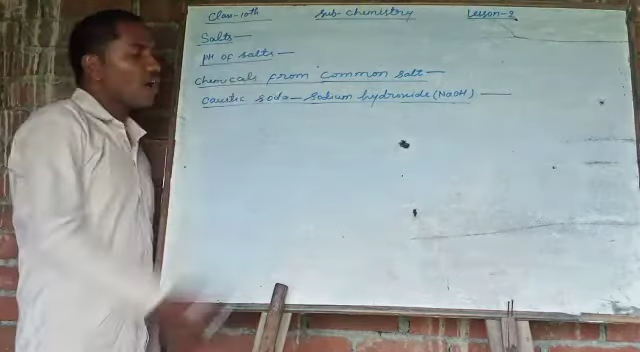 Class-10th Sub-Chemistry Lesson-2
Salts—
pH of salts—
Chemicals from common salt—
Caustic soda—Sodium hydroxide (NaOH)—